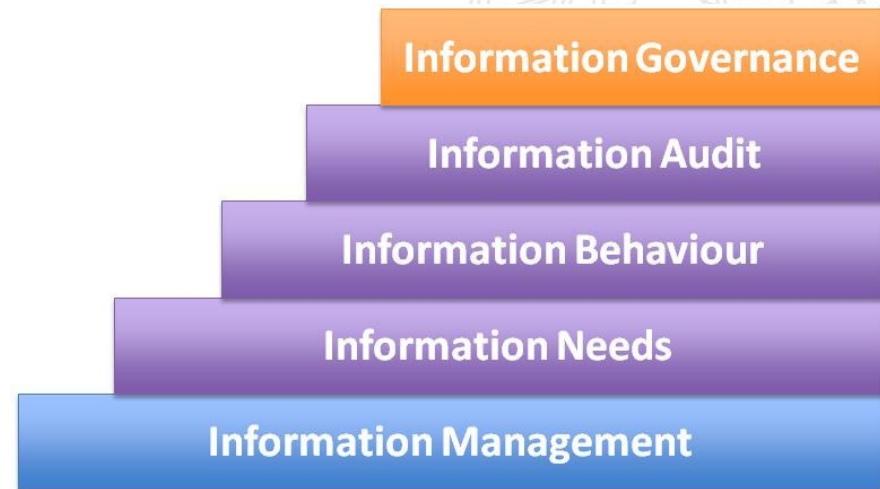 Information Governance
Information Audit
Information Behaviour
Information Needs
Information Management